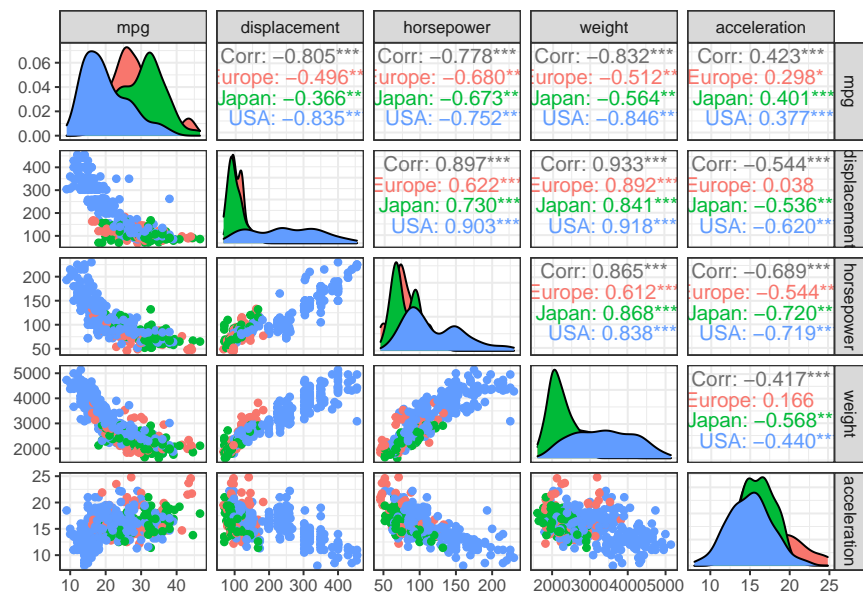 mpg displacement horsepower weight acceleration
0.06
0.04
0.02
0.00
Corr: −0.805***
Europe: −0.496**
Japan: −0.366**
USA: −0.835**
Corr: −0.778***
Europe: −0.680**
Japan: −0.673**
USA: −0.752**
Corr: −0.832***
Europe: −0.512**
Japan: −0.564**
USA: −0.846**
Corr: 0.423***
Europe: 0.298*
Japan: 0.401***
USA: 0.377***
mpg
400
300
200
100
Corr: 0.897***
Europe: 0.622***
Japan: 0.730***
USA: 0.903***
Corr: 0.933***
Europe: 0.892***
Japan: 0.841***
USA: 0.918***
Corr: −0.544***
Europe: 0.038
Japan: −0.536**
USA: −0.620**
displacement
200
150
100
50
Corr: 0.865***
Europe: 0.612***
Japan: 0.868***
USA: 0.838***
Corr: −0.689***
Europe: −0.544**
Japan: −0.720**
USA: −0.719**
horsepower
5000
4000
3000
2000
Corr: −0.417***
Europe: 0.166
Japan: −0.568**
USA: −0.440**
weight
25
20
15
10
acceleration
10 20 30 40
100 200 300 400
50 100 150 200
2000 3000 4000 5000
10 15 20 25